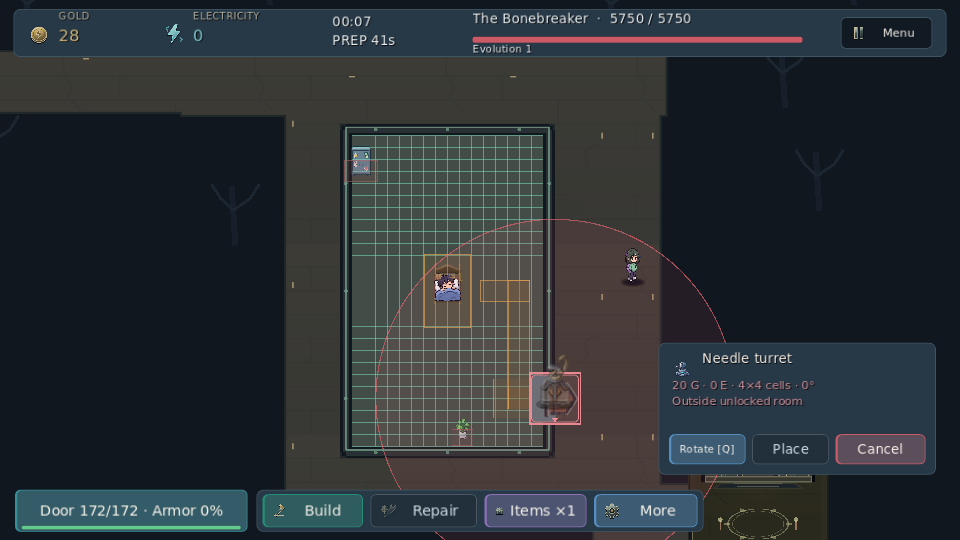 GOLD
28
ELECTRICITY
0
00:07
PREP 41s
The Bonebreaker · 5750 / 5750
Evolution 1
Menu
Needle turret
20 G · 0 E · 4×4 cells · 0°
Outside unlocked room
Rotate [Q]
Place
Cancel
Door 172/172 · Armor 0%
Build
Repair
Items ×1
More